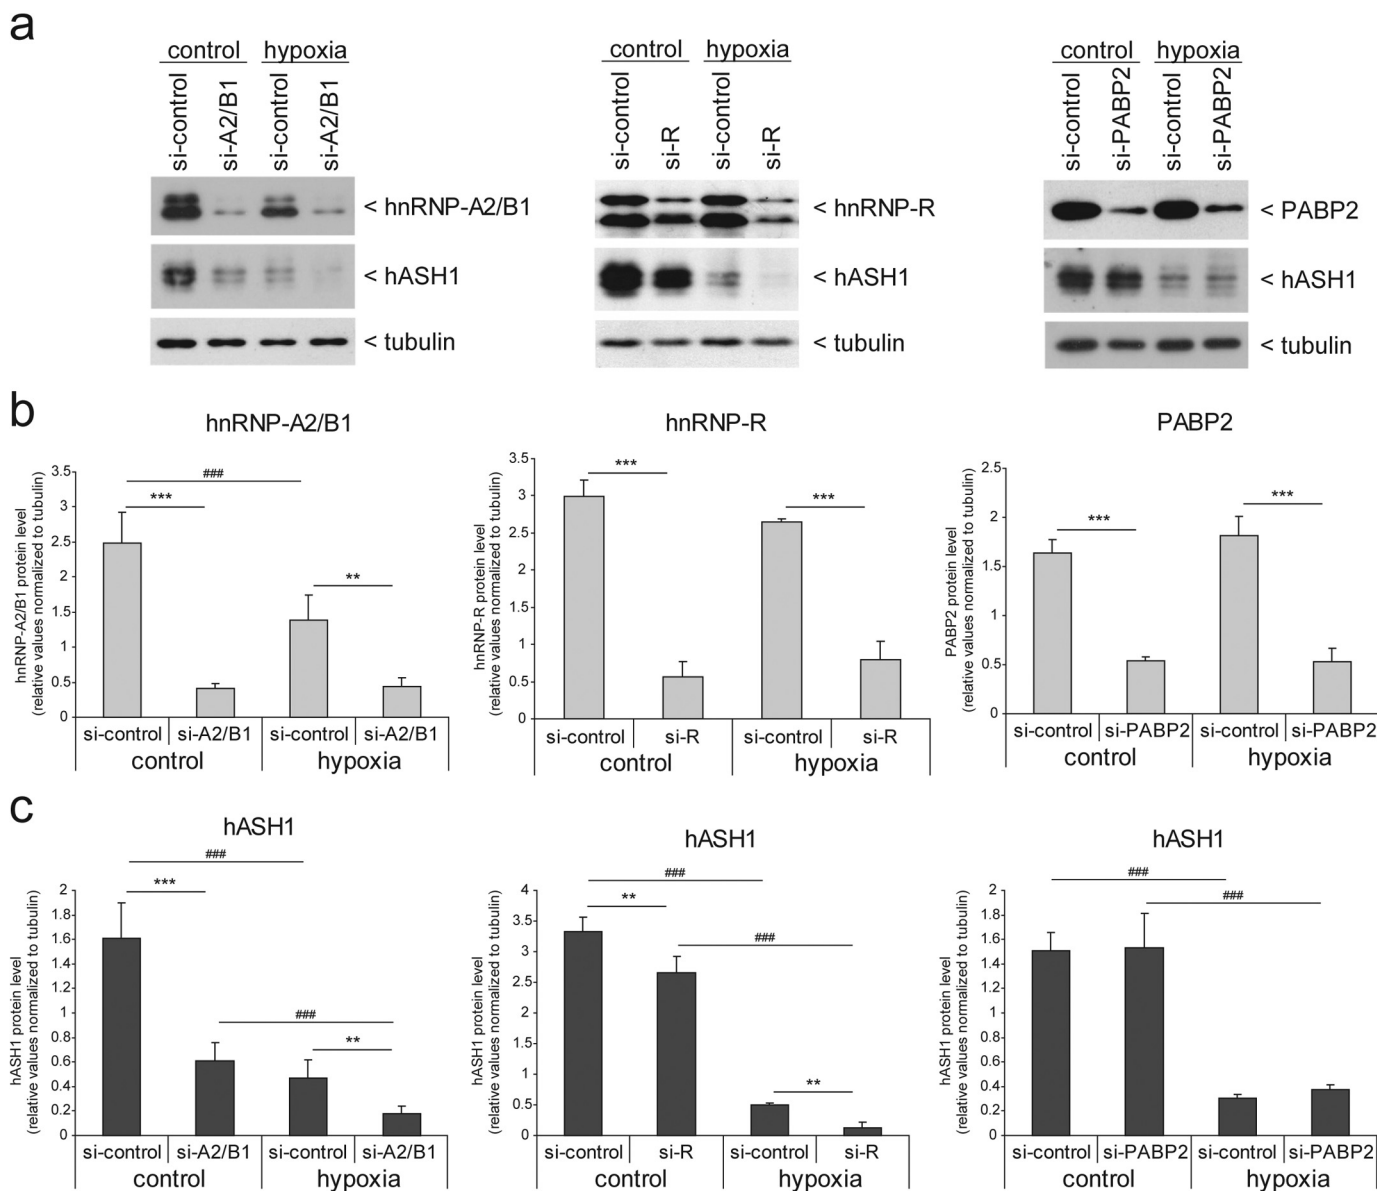 a
control hypoxia
si-control si-A2/B1 si-control si-A2/B1
< hnRNP-A2/B1
< hASH1
< tubulin
control hypoxia
si-control si-R si-control si-R
< hnRNP-R
< hASH1
< tubulin
control hypoxia
si-control si-PABP2 si-control si-PABP2
< PABP2
< hASH1
< tubulin
b
hnRNP-A2/B1
hnRNP-A2/B1 protein level
(relative values normalized to tubulin)
3.5
3
2.5
2
1.5
1
0.5
0
###
***
**
si-control si-A2/B1 si-control si-A2/B1
control hypoxia
hnRNP-R
hnRNP-R protein level
(relative values normalized to tubulin)
3.5
3
2.5
2
1.5
1
0.5
0
***
***
si-control si-R si-control si-R
control hypoxia
PABP2
PABP2 protein level
(relative values normalized to tubulin)
2.5
2
1.5
1
0.5
0
***
***
si-control si-PABP2 si-control si-PABP2
control hypoxia
c
hASH1
hASH1 protein level
(relative values normalized to tubulin)
2
1.8
1.6
1.4
1.2
1
0.8
0.6
0.4
0.2
0
###
***
###
**
si-control si-A2/B1 si-control si-A2/B1
control hypoxia
hASH1
hASH1 protein level
(relative values normalized to tubulin)
4
3.5
3
2.5
2
1.5
1
0.5
0
###
**
###
**
si-control si-R si-control si-R
control hypoxia
hASH1
hASH1 protein level
(relative values normalized to tubulin)
2
1.8
1.6
1.4
1.2
1
0.8
0.6
0.4
0.2
0
###
###
si-control si-PABP2 si-control si-PABP2
control hypoxia